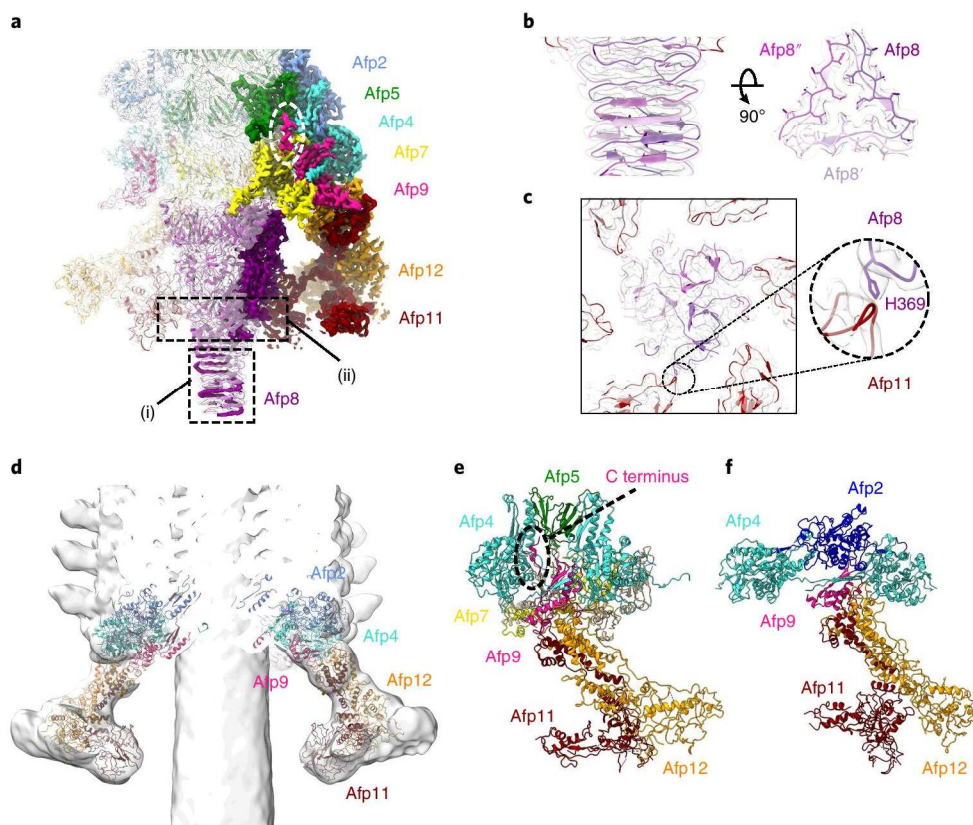 a
Afp2
Afp5
Afp4
Afp7
Afp9
Afp12
Afp11
(i)
Afp8
(ii)
b
Afp8″
Afp8
90°
Afp8′
c
Afp8
H369
Afp11
d
Afp2
Afp4
Afp9
Afp12
Afp11
e
Afp5
C terminus
Afp4
Afp7
Afp9
Afp11
Afp12
f
Afp2
Afp4
Afp9
Afp11
Afp12